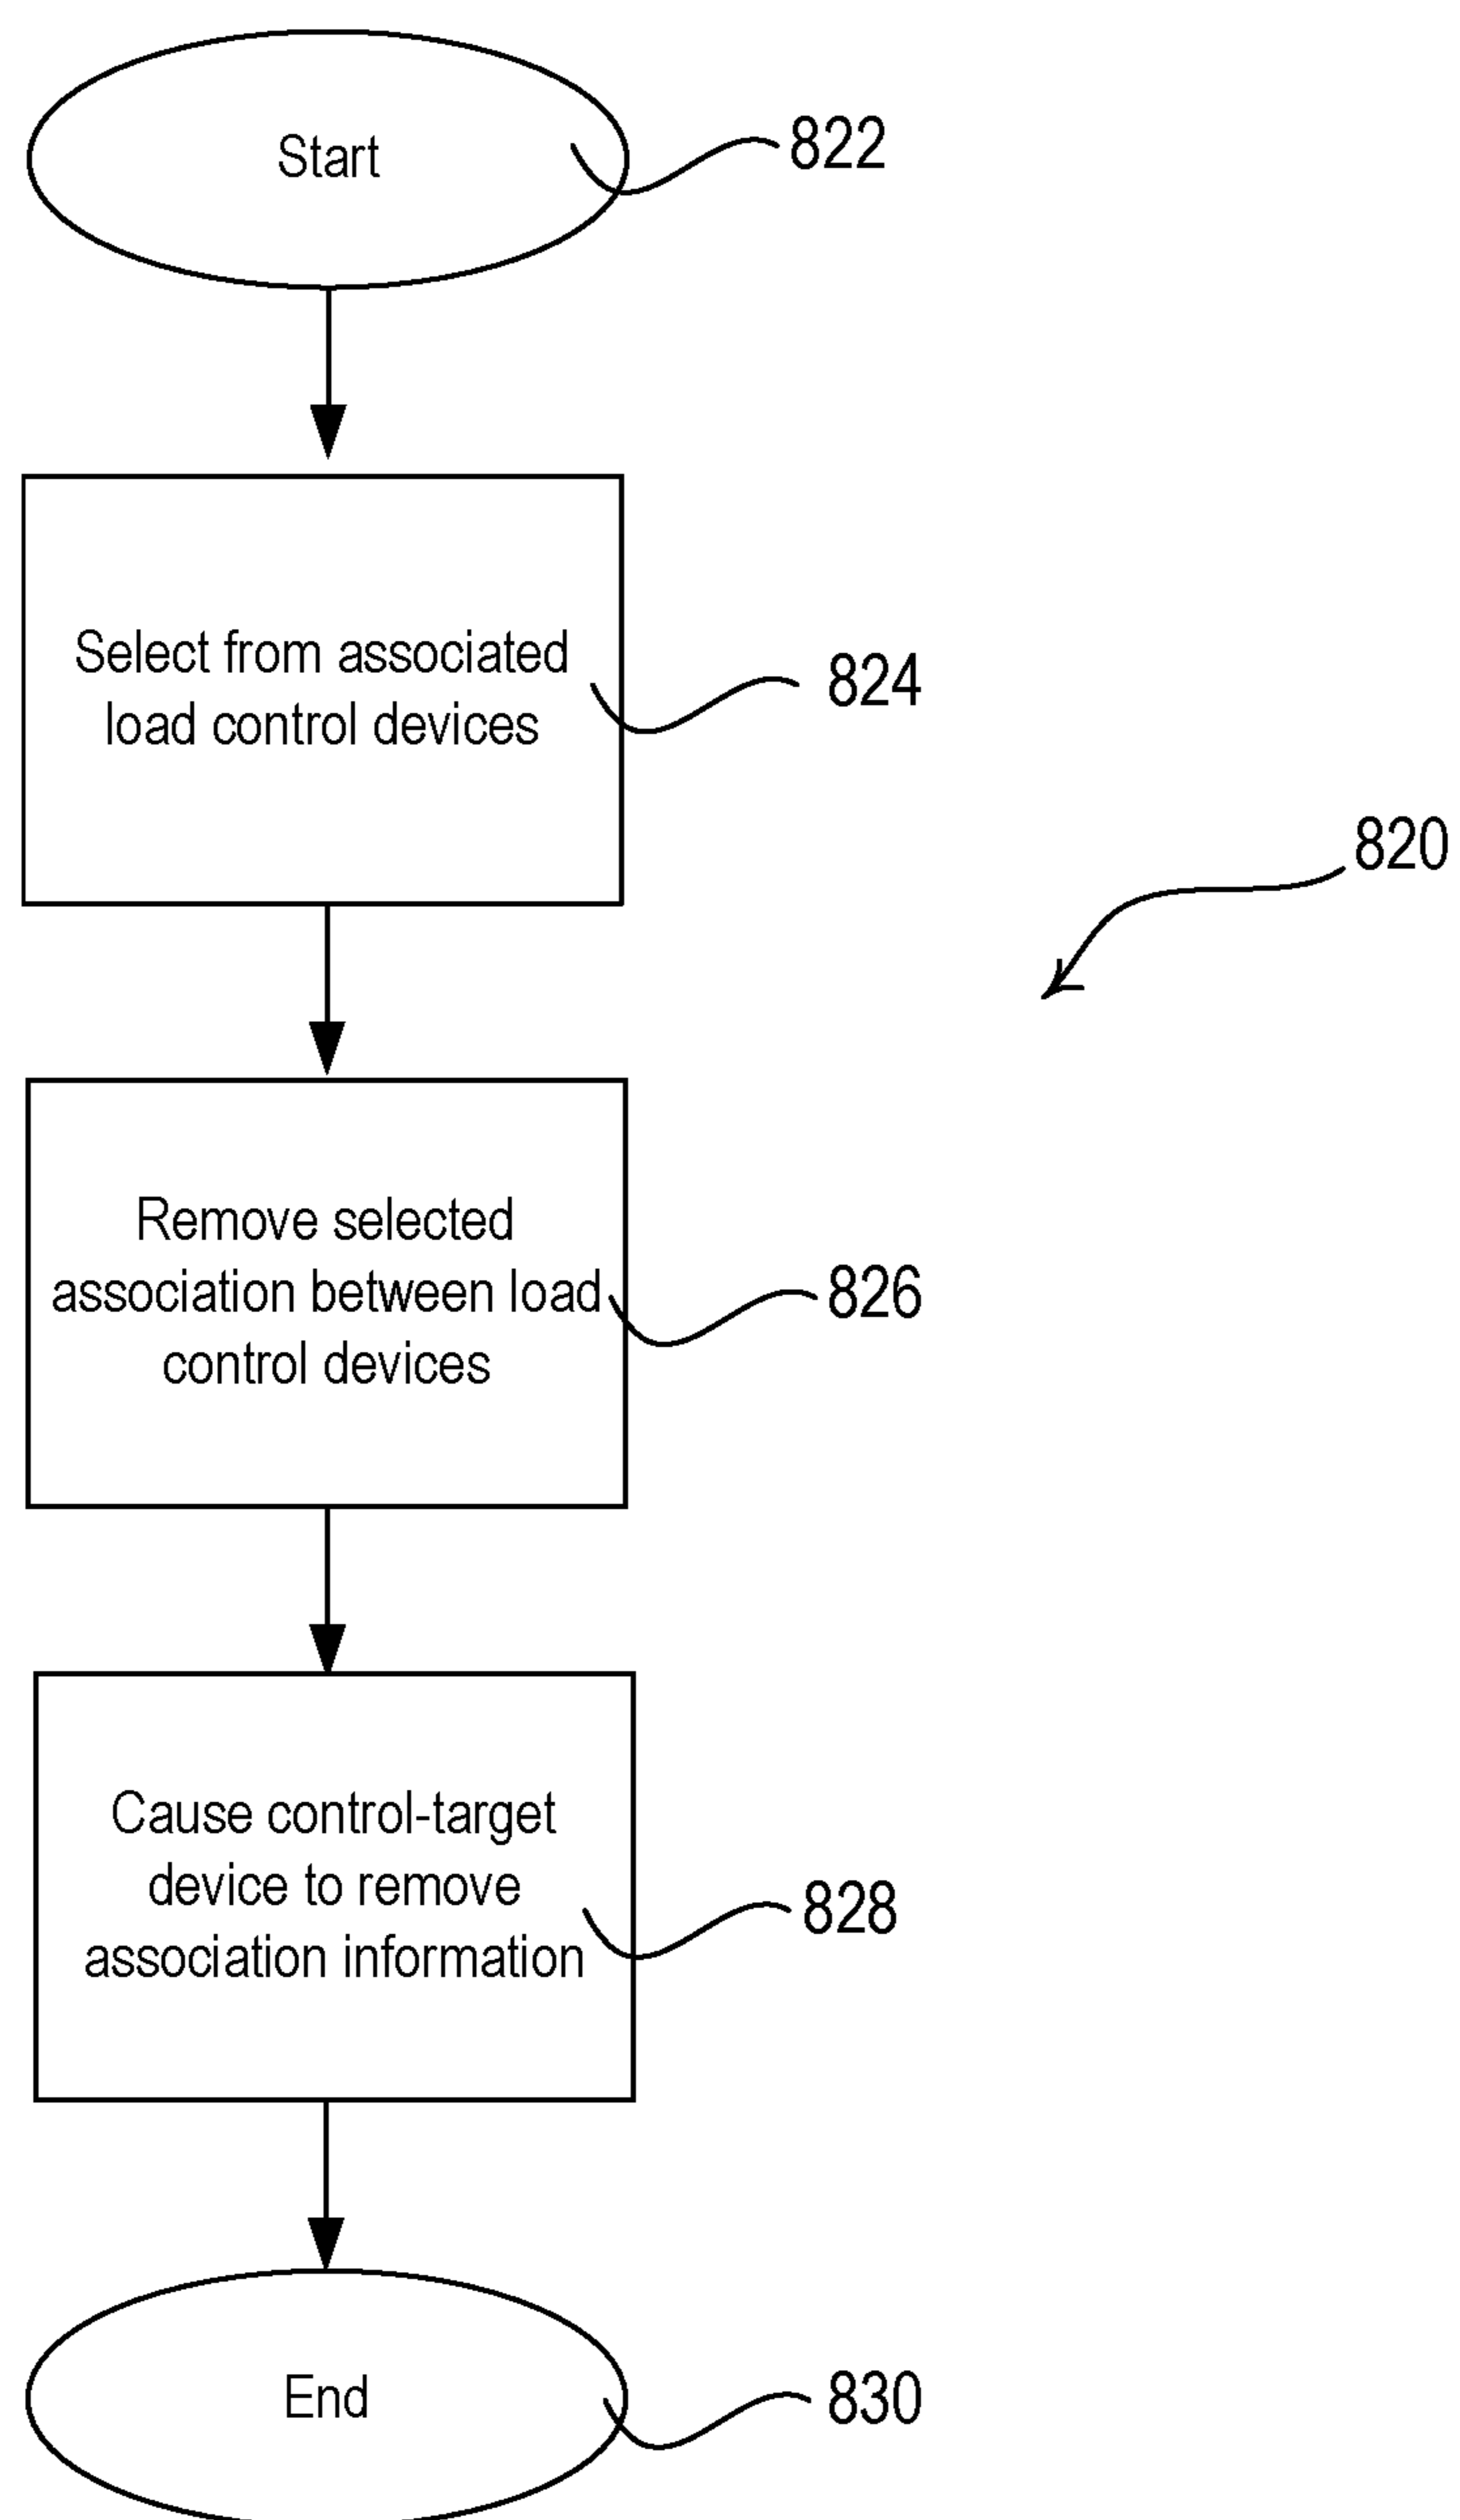 Start
822
Select from associated
load control devices
824
820
Remove selected
association between load
control devices
826
Cause control-target
device to remove
association information
828
End
830